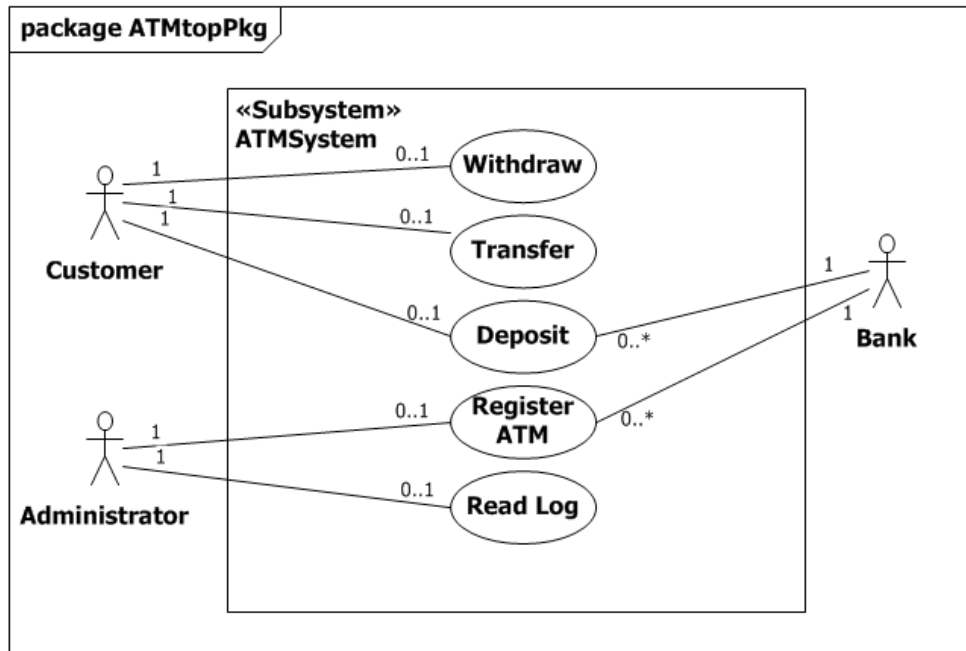 package ATMtopPkg
«Subsystem»
ATMSystem
1
0..1
Withdraw
1
0..1
Transfer
1
Customer
0..1
Deposit
0..*
1
1
Bank
1
0..1
Register
ATM
0..*
1
0..1
Read Log
Administrator